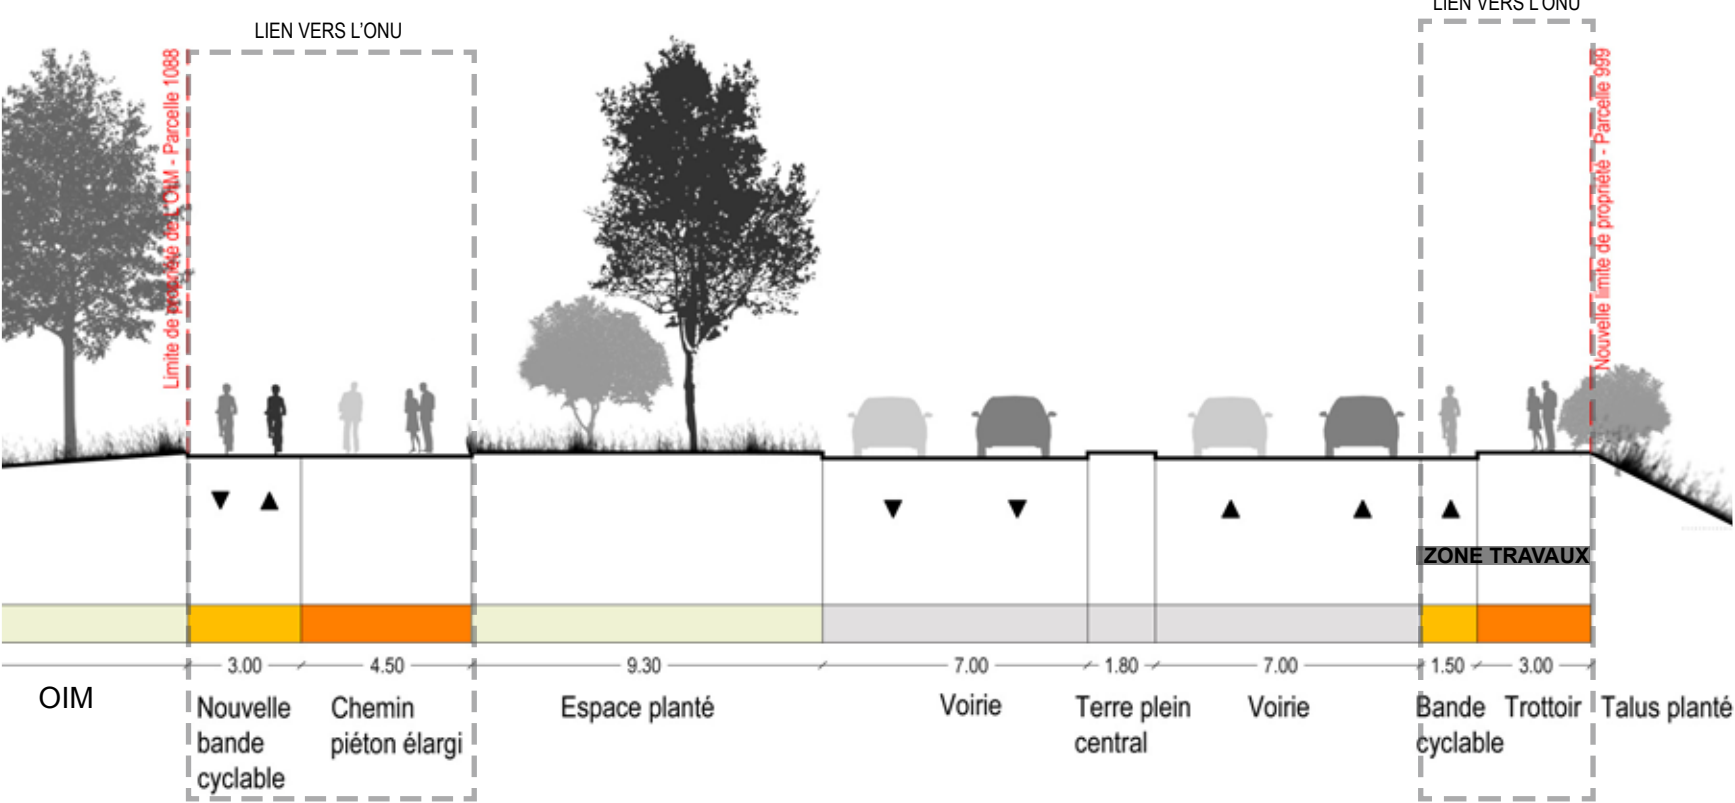 LIEN VERS L'ONU
LIEN VERS L'ONU
Limite de propriété de L'OIM - Parcelle 1088
Nouvelle limite de propriété - Parcelle 999
ZONE TRAVAUX
3.00
4.50
9.30
7.00
1.80
7.00
1.50
3.00
OIM
Nouvelle
bande
cyclable
Chemin
piéton élargi
Espace planté
Voirie
Terre plein
central
Voirie
Bande
cyclable
Trottoir
Talus planté